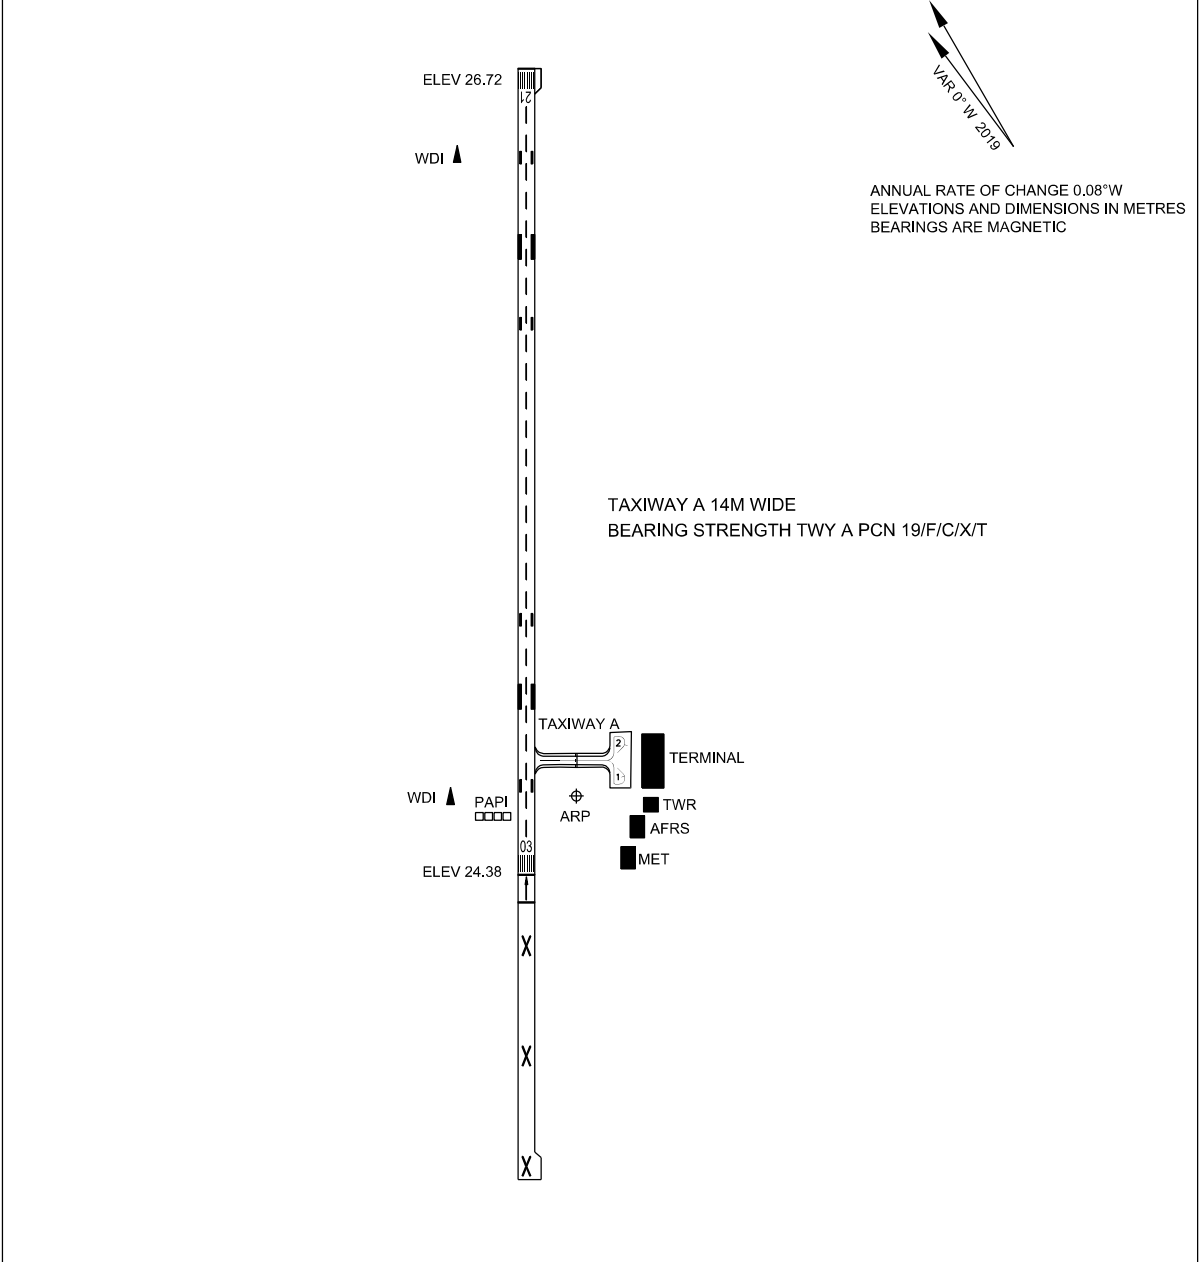 ELEV 26.72
21
WDI
VAR 0° W 2019
ANNUAL RATE OF CHANGE 0.08°W
ELEVATIONS AND DIMENSIONS IN METRES
BEARINGS ARE MAGNETIC
TAXIWAY A 14M WIDE
BEARING STRENGTH TWY A PCN 19/F/C/X/T
TAXIWAY A
2
TERMINAL
1
WDI
PAPI
ARP
TWR
AFRS
03
MET
ELEV 24.38
X
X
X